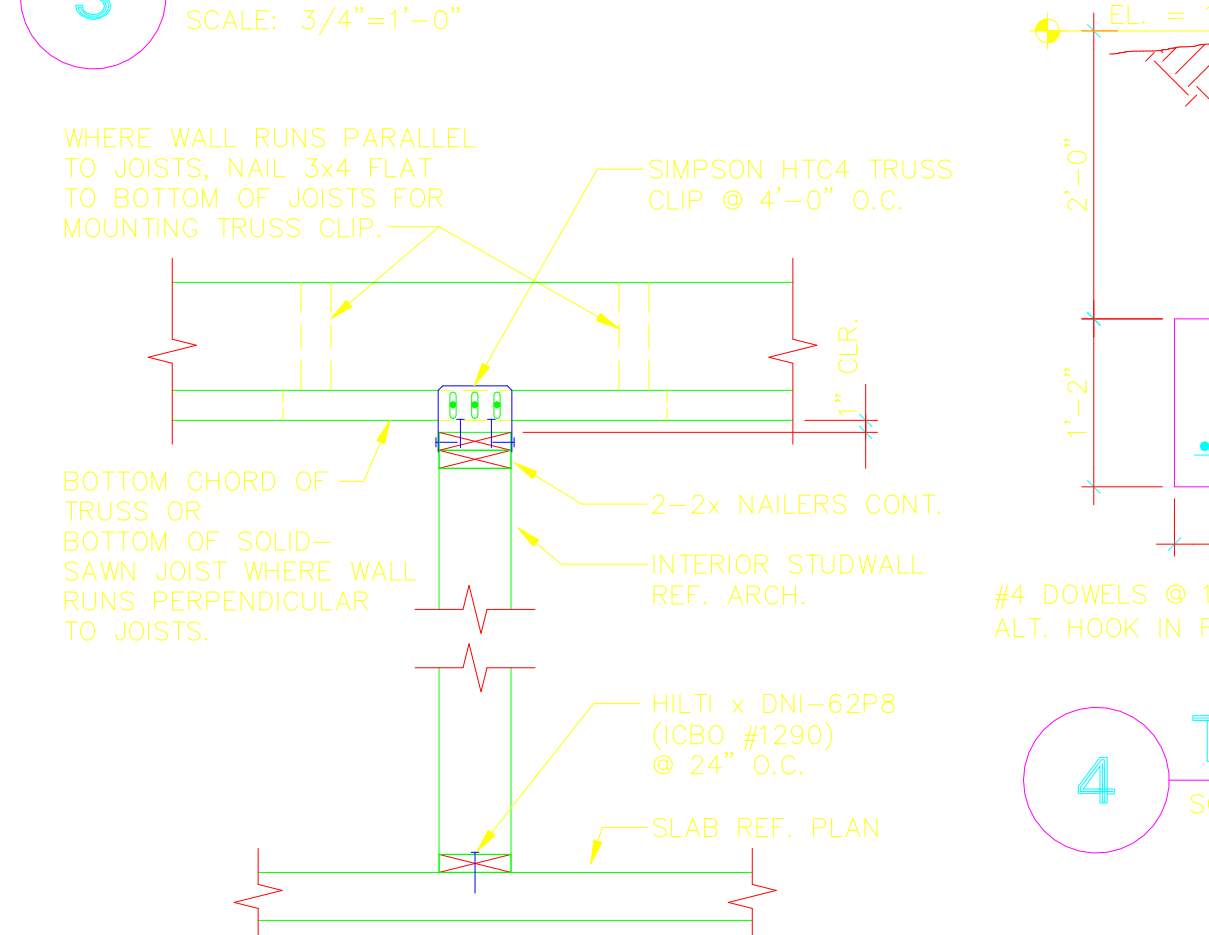 3
SCALE: 3/4"=1'-0"
EL. =
WHERE WALL RUNS PARALLEL
TO JOISTS, NAIL 3x4 FLAT
TO BOTTOM OF JOISTS FOR
MOUNTING TRUSS CLIP.
SIMPSON HTC4 TRUSS
CLIP @ 4'-0" O.C.
2'-0"
1" CLR.
1'-2"
BOTTOM CHORD OF
TRUSS OR
BOTTOM OF SOLID-
SAWN JOIST WHERE WALL
RUNS PERPENDICULAR
TO JOISTS.
2-2x NAILERS CONT.
INTERIOR STUDWALL
REF. ARCH.
#4 DOWELS @ 1
ALT. HOOK IN
HILTI x DNI-62P8
(ICBO #1290)
@ 24" O.C.
SLAB REF. PLAN
4